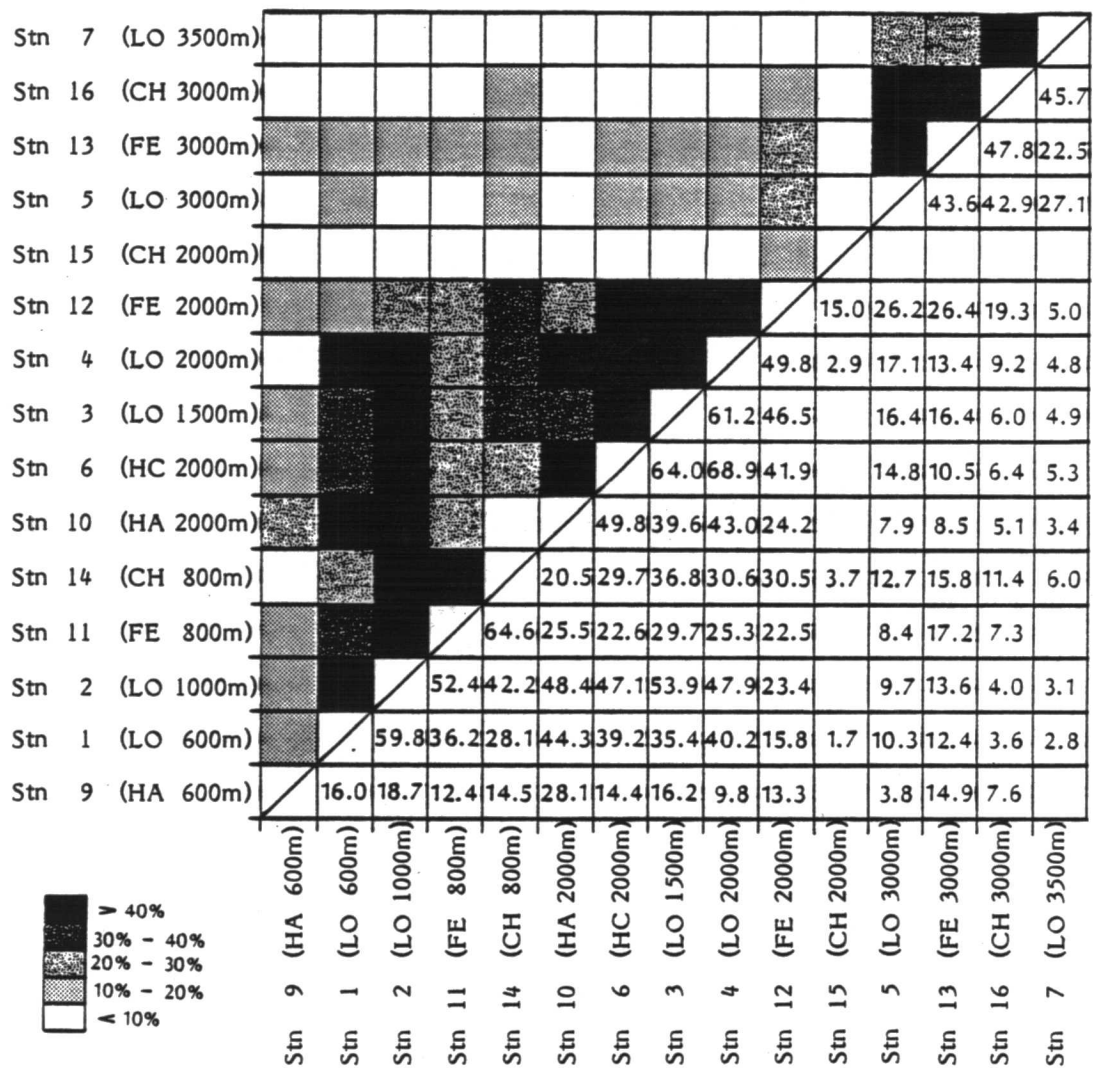 Stn 7 (LO 3500m)
Stn 16 (CH 3000m) 45.7
Stn 13 (FE 3000m) 47.8 22.5
Stn 5 (LO 3000m) 43.6 42.9 27.1
Stn 15 (CH 2000m)
Stn 12 (FE 2000m) 15.0 26.2 26.4 19.3 5.0
Stn 4 (LO 2000m) 49.8 2.9 17.1 13.4 9.2 4.8
Stn 3 (LO 1500m) 61.2 46.5 16.4 16.4 6.0 4.9
Stn 6 (HC 2000m) 64.0 68.9 41.9 14.8 10.5 6.4 5.3
Stn 10 (HA 2000m) 49.8 39.6 43.0 24.2 7.9 8.5 5.1 3.4
Stn 14 (CH 800m) 20.5 29.7 36.8 30.6 30.5 3.7 12.7 15.8 11.4 6.0
Stn 11 (FE 800m) 64.6 25.5 22.6 29.7 25.3 22.5 8.4 17.2 7.3
Stn 2 (LO 1000m) 52.4 42.2 48.4 47.1 53.9 47.9 23.4 9.7 13.6 4.0 3.1
Stn 1 (LO 600m) 59.8 36.2 28.1 44.3 39.2 35.4 40.2 15.8 1.7 10.3 12.4 3.6 2.8
Stn 9 (HA 600m) 16.0 18.7 12.4 14.5 28.1 14.4 16.2 9.8 13.3 3.8 14.9 7.6
Stn 9 (HA 600m)
Stn 1 (LO 600m)
Stn 2 (LO 1000m)
Stn 11 (FE 800m)
Stn 14 (CH 800m)
Stn 10 (HA 2000m)
Stn 6 (HC 2000m)
Stn 3 (LO 1500m)
Stn 4 (LO 2000m)
Stn 12 (FE 2000m)
Stn 15 (CH 2000m)
Stn 5 (LO 3000m)
Stn 13 (FE 3000m)
Stn 16 (CH 3000m)
Stn 7 (LO 3500m)
> 40%
30% - 40%
20% - 30%
10% - 20%
< 10%